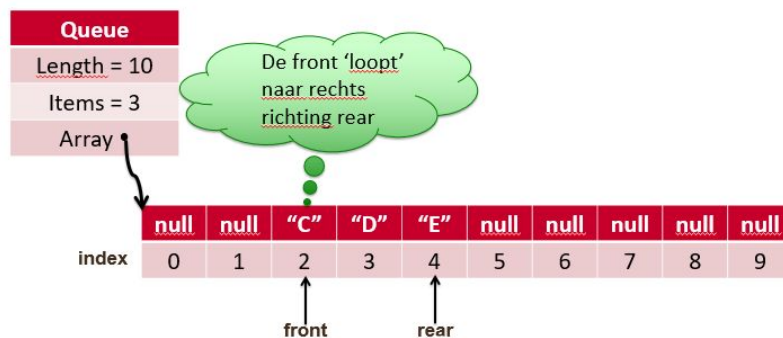 Queue
Length = 10
Items = 3
Array
De front ‘loopt’
naar rechts
richting rear
null null “C” “D” “E” null null null null null
index 0 1 2 3 4 5 6 7 8 9
front rear